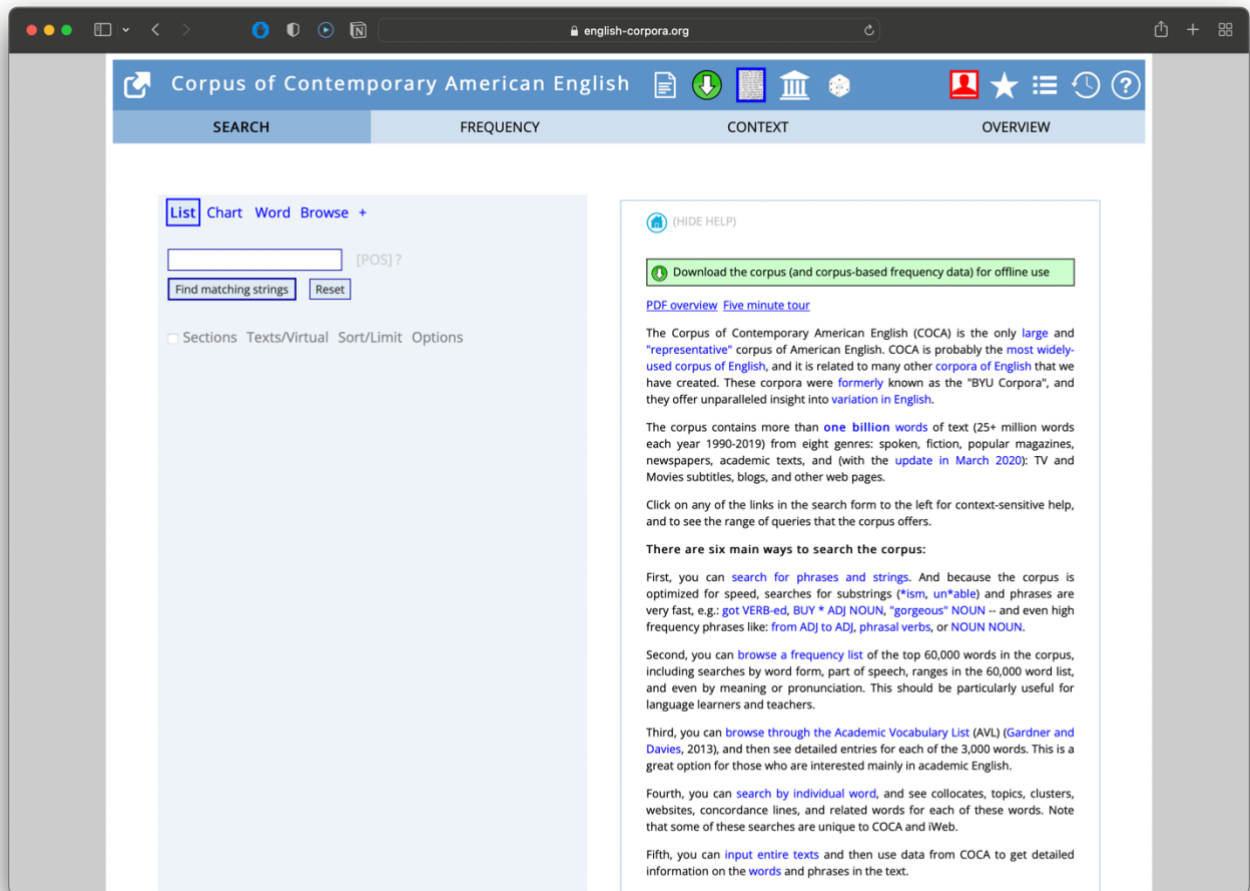 english-corpora.org
Corpus of Contemporary American English
SEARCH FREQUENCY CONTEXT OVERVIEW
List Chart Word Browse +
[POS] ?
Find matching strings Reset
Sections Texts/Virtual Sort/Limit Options
(HIDE HELP)
Download the corpus (and corpus-based frequency data) for offline use
PDF overview Five minute tour
The Corpus of Contemporary American English (COCA) is the only large and
"representative" corpus of American English. COCA is probably the most widely-
used corpus of English, and it is related to many other corpora of English that we
have created. These corpora were formerly known as the "BYU Corpora", and
they offer unparalleled insight into variation in English.
The corpus contains more than one billion words of text (25+ million words
each year 1990-2019) from eight genres: spoken, fiction, popular magazines,
newspapers, academic texts, and (with the update in March 2020): TV and
Movies subtitles, blogs, and other web pages.
Click on any of the links in the search form to the left for context-sensitive help,
and to see the range of queries that the corpus offers.
There are six main ways to search the corpus:
First, you can search for phrases and strings. And because the corpus is
optimized for speed, searches for substrings (*ism, un*able) and phrases are
very fast, e.g.: got VERB-ed, BUY * ADJ NOUN, "gorgeous" NOUN -- and even high
frequency phrases like: from ADJ to ADJ, phrasal verbs, or NOUN NOUN.
Second, you can browse a frequency list of the top 60,000 words in the corpus,
including searches by word form, part of speech, ranges in the 60,000 word list,
and even by meaning or pronunciation. This should be particularly useful for
language learners and teachers.
Third, you can browse through the Academic Vocabulary List (AVL) (Gardner and
Davies, 2013), and then see detailed entries for each of the 3,000 words. This is a
great option for those who are interested mainly in academic English.
Fourth, you can search by individual word, and see collocates, topics, clusters,
websites, concordance lines, and related words for each of these words. Note
that some of these searches are unique to COCA and iWeb.
Fifth, you can input entire texts and then use data from COCA to get detailed
information on the words and phrases in the text.